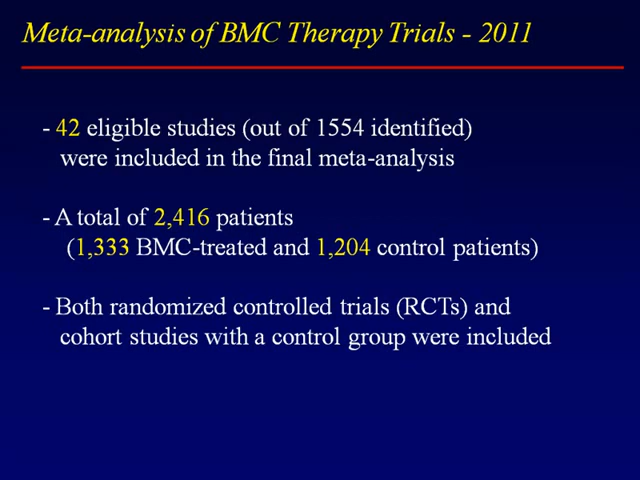 Meta-analysis of BMC Therapy Trials - 2011
- 42 eligible studies (out of 1554 identified)
were included in the final meta-analysis
- A total of 2,416 patients
(1,333 BMC-treated and 1,204 control patients)
- Both randomized controlled trials (RCTs) and
cohort studies with a control group were included